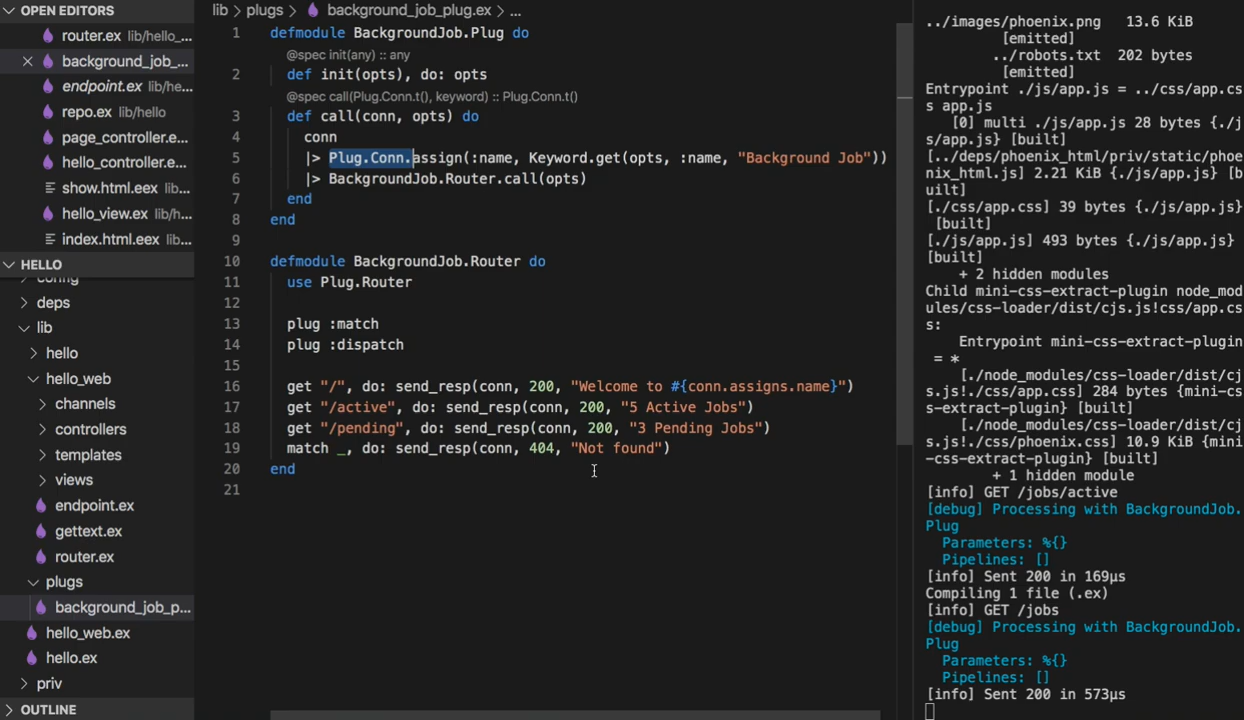 OPEN EDITORS
router.ex lib/hello_...
background_job_...
endpoint.ex lib/he...
repo.ex lib/hello
page_controller.e...
hello_controller.e...
show.html.eex lib...
hello_view.ex lib/h...
index.html.eex lib...
HELLO
config
deps
lib
hello
hello_web
channels
controllers
templates
views
endpoint.ex
gettext.ex
router.ex
plugs
background_job_p...
hello_web.ex
hello.ex
priv
OUTLINE
lib > plugs > background_job_plug.ex > ...
1 defmodule BackgroundJob.Plug do
@spec init(any) :: any
2 def init(opts), do: opts
@spec call(Plug.Conn.t(), keyword) :: Plug.Conn.t()
3 def call(conn, opts) do
4 conn
5 |> Plug.Conn.assign(:name, Keyword.get(opts, :name, "Background Job"))
6 |> BackgroundJob.Router.call(opts)
7 end
8 end
9
10 defmodule BackgroundJob.Router do
11 use Plug.Router
12
13 plug :match
14 plug :dispatch
15
16 get "/", do: send_resp(conn, 200, "Welcome to #{conn.assigns.name}")
17 get "/active", do: send_resp(conn, 200, "5 Active Jobs")
18 get "/pending", do: send_resp(conn, 200, "3 Pending Jobs")
19 match _, do: send_resp(conn, 404, "Not found")
20 end
21
../images/phoenix.png 13.6 KiB
[emitted]
../robots.txt 202 bytes
[emitted]
Entrypoint ./js/app.js = ../css/app.cs
s app.js
[0] multi ./js/app.js 28 bytes {./j
s/app.js} [built]
[../deps/phoenix_html/priv/static/phoe
nix_html.js] 2.21 KiB {./js/app.js} [b
uilt]
[./css/app.css] 39 bytes {./js/app.js}
[built]
[./js/app.js] 493 bytes {./js/app.js}
[built]
+ 2 hidden modules
Child mini-css-extract-plugin node_mod
ules/css-loader/dist/cjs.js!css/app.cs
s:
Entrypoint mini-css-extract-plugin
= *
[./node_modules/css-loader/dist/cj
s.js!./css/app.css] 284 bytes {mini-cs
s-extract-plugin} [built]
[./node_modules/css-loader/dist/cj
s.js!./css/phoenix.css] 10.9 KiB {mini
-css-extract-plugin} [built]
+ 1 hidden module
[info] GET /jobs/active
[debug] Processing with BackgroundJob.
Plug
Parameters: %{}
Pipelines: []
[info] Sent 200 in 169µs
Compiling 1 file (.ex)
[info] GET /jobs
[debug] Processing with BackgroundJob.
Plug
Parameters: %{}
Pipelines: []
[info] Sent 200 in 573µs